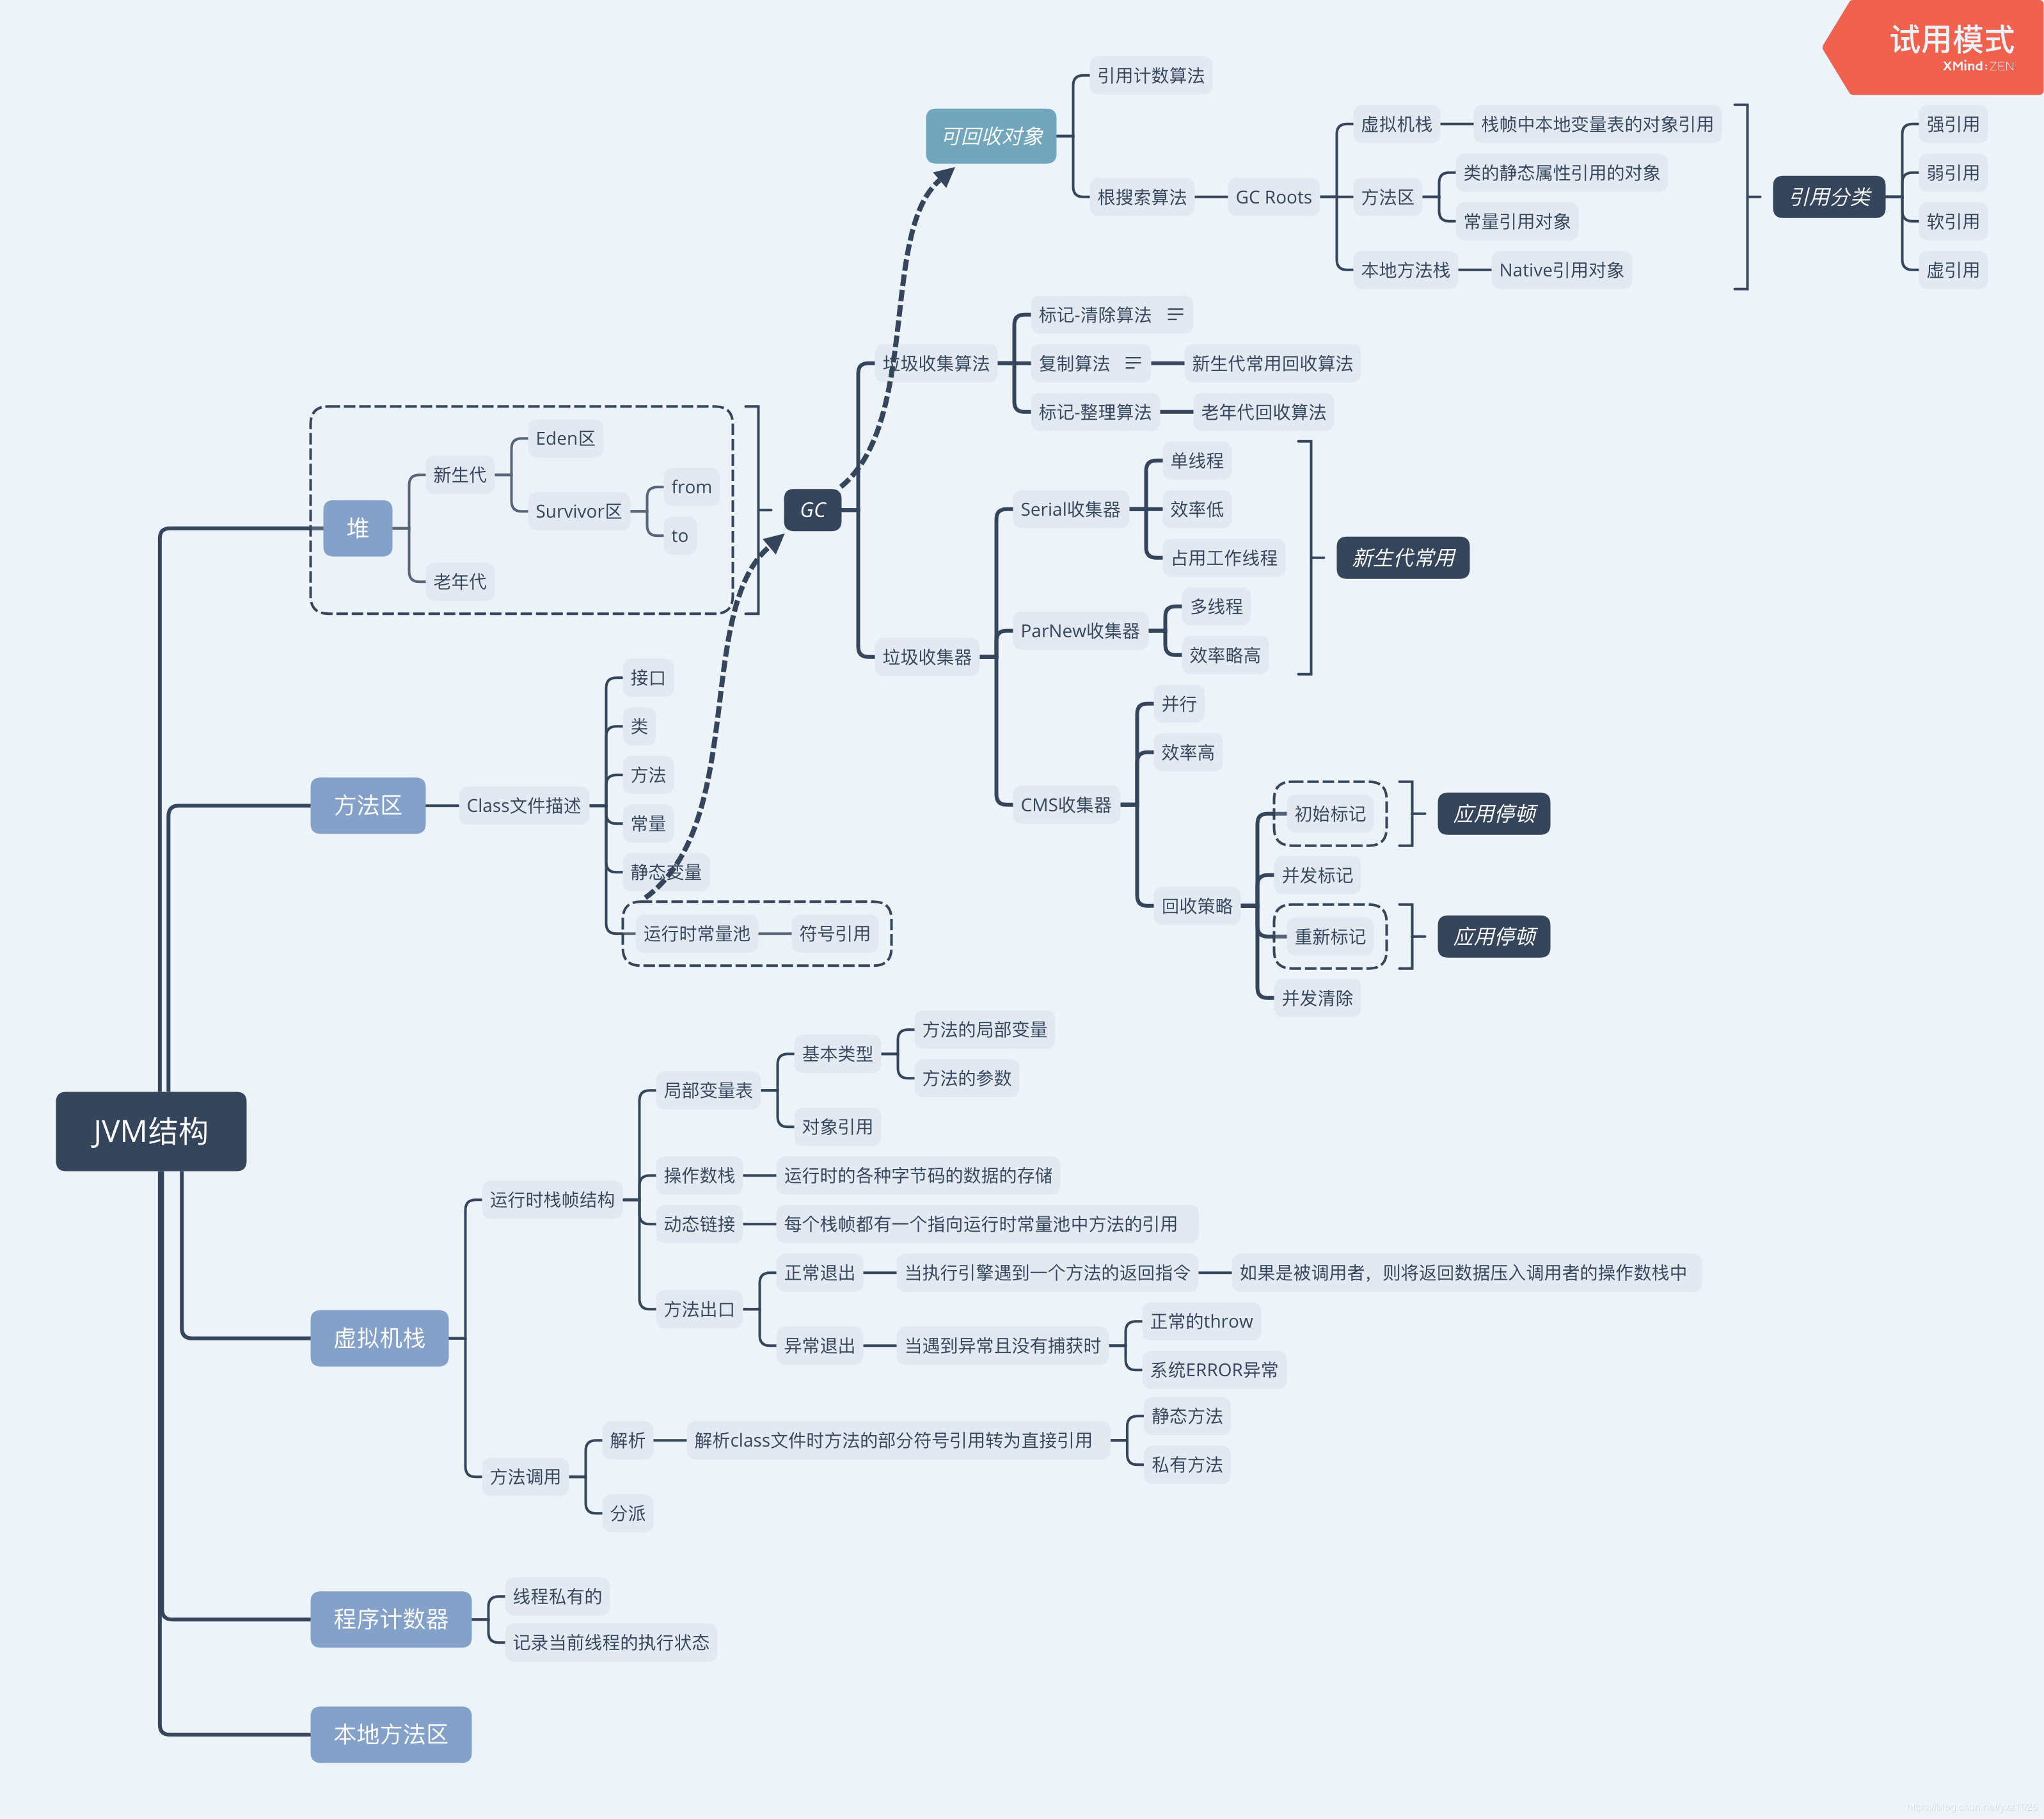 试用模式
XMind:ZEN
引用计数算法
可回收对象
虚拟机栈
栈帧中本地变量表的对象引用
强引用
类的静态属性引用的对象
弱引用
根搜索算法
GC Roots
方法区
引用分类
常量引用对象
软引用
本地方法栈
Native引用对象
虚引用
标记-清除算法
垃圾收集算法
复制算法
新生代常用回收算法
标记-整理算法
老年代回收算法
Eden区
新生代
Survivor区
from
to
堆
老年代
GC
单线程
Serial收集器
效率低
占用工作线程
新生代常用
多线程
ParNew收集器
效率略高
垃圾收集器
并行
效率高
CMS收集器
初始标记
应用停顿
并发标记
回收策略
重新标记
应用停顿
并发清除
接口
类
方法
方法区
Class文件描述
常量
静态变量
运行时常量池
符号引用
JVM结构
方法的局部变量
基本类型
方法的参数
局部变量表
对象引用
操作数栈
运行时的各种字节码的数据的存储
运行时栈帧结构
动态链接
每个栈帧都有一个指向运行时常量池中方法的引用
正常退出
当执行引擎遇到一个方法的返回指令
如果是被调用者，则将返回数据压入调用者的操作数栈中
方法出口
正常的throw
异常退出
当遇到异常且没有捕获时
系统ERROR异常
虚拟机栈
静态方法
解析
解析class文件时方法的部分符号引用转为直接引用
私有方法
方法调用
分派
线程私有的
程序计数器
记录当前线程的执行状态
本地方法区